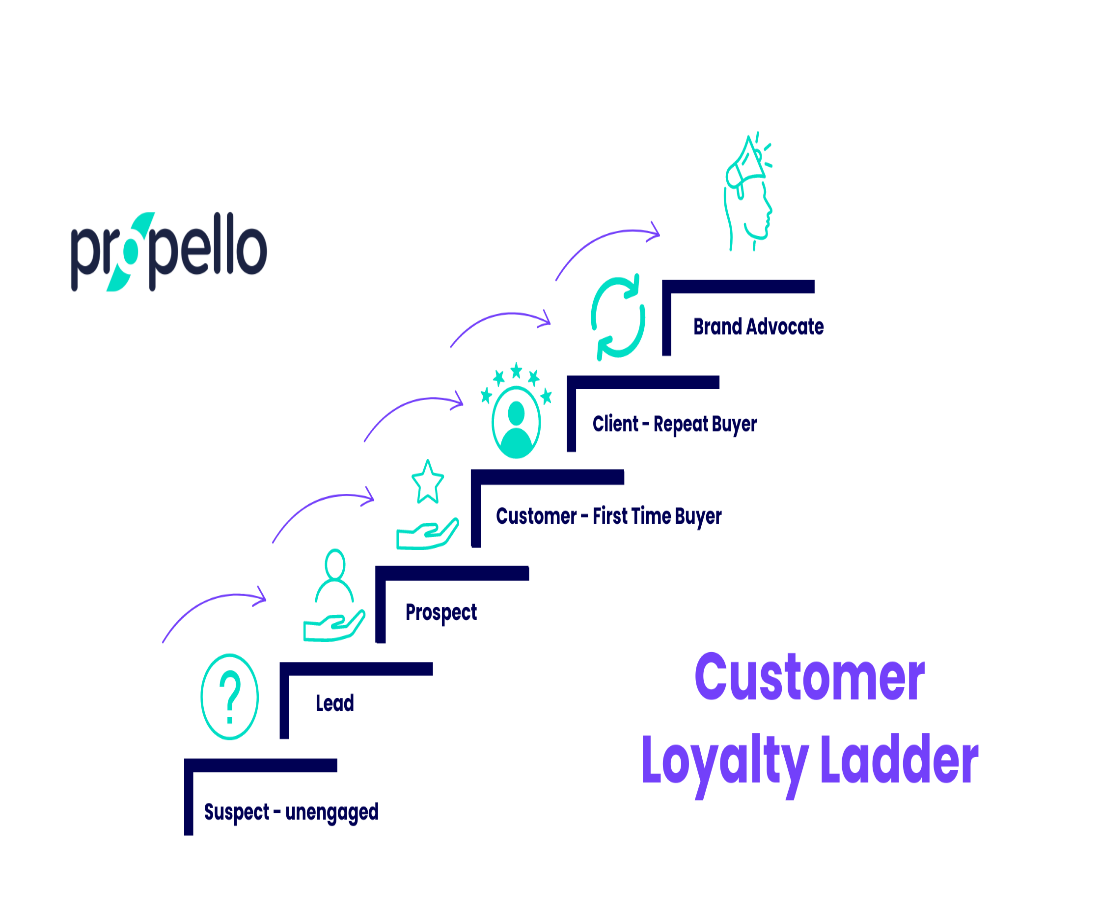 propello
Brand Advocate
Client - Repeat Buyer
Customer - First Time Buyer
Prospect
Lead
Suspect - unengaged
Customer
Loyalty Ladder